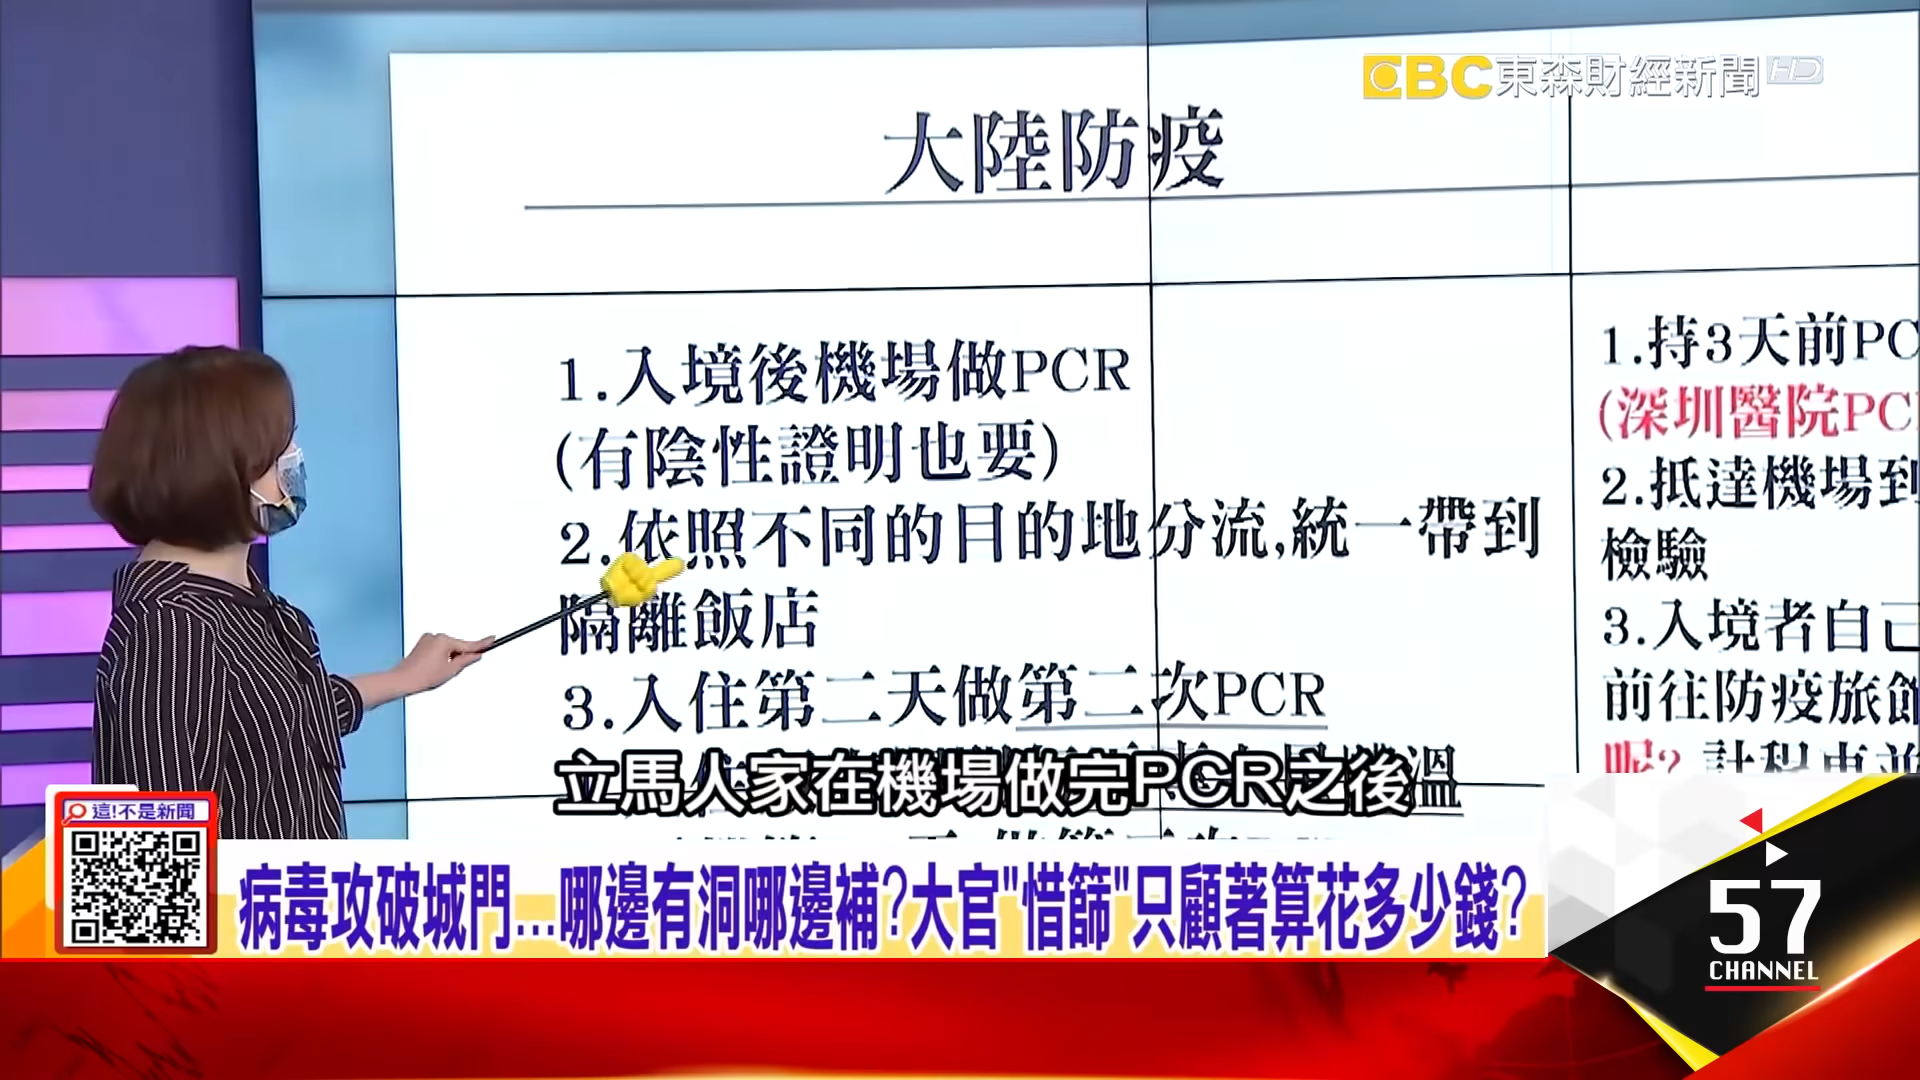 EBC東森財經新聞HD
大陸防疫
1.入境後機場做PCR
(有陰性證明也要)
2.依照不同的目的地分流,統一帶到
隔離飯店
3.入住第二天做第二次PCR
1.持3天前PC
(深圳醫院PC
2.抵達機場到
檢驗
3.入境者自己
前往防疫旅館
呢?計程車並
立馬人家在機場做完PCR之後
這!不是新聞
病毒攻破城門...哪邊有洞哪邊補?大官"惜篩"只顧著算花多少錢?
57
CHANNEL